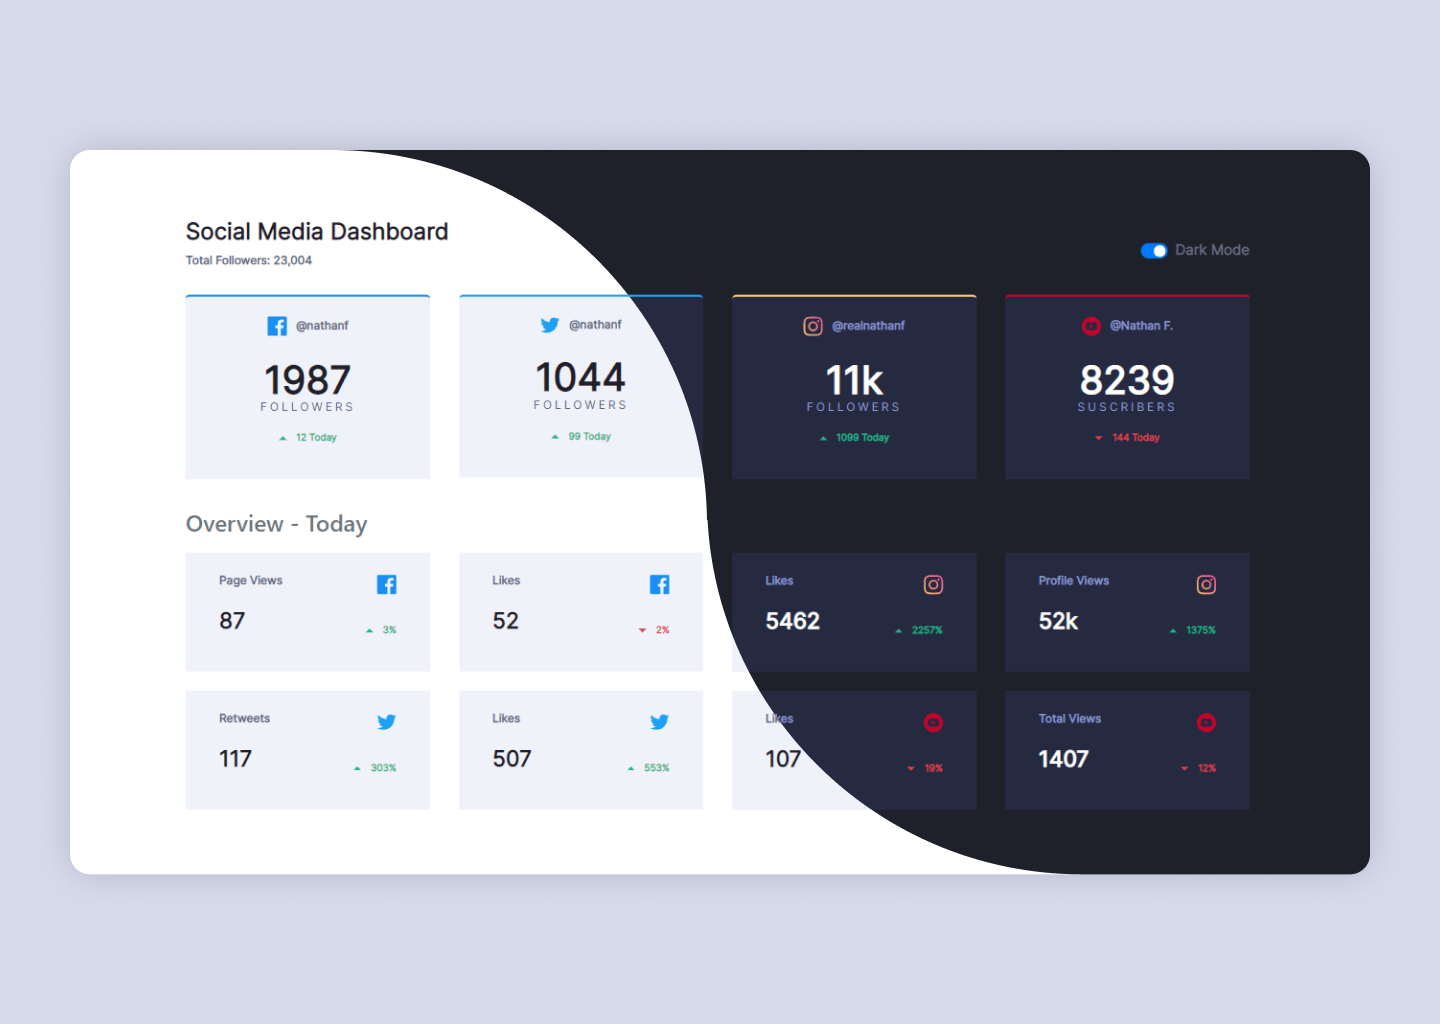 Social Media Dashboard
Total Followers: 23,004
Dark Mode
@nathanf
1987
FOLLOWERS
12 Today
@nathanf
1044
FOLLOWERS
99 Today
@realnathanf
11k
FOLLOWERS
1099 Today
@Nathan F.
8239
SUSCRIBERS
144 Today
Overview - Today
Page Views
87
3%
Likes
52
2%
Likes
5462
2257%
Profile Views
52k
1375%
Retweets
117
303%
Likes
507
553%
Likes
107
19%
Total Views
1407
12%